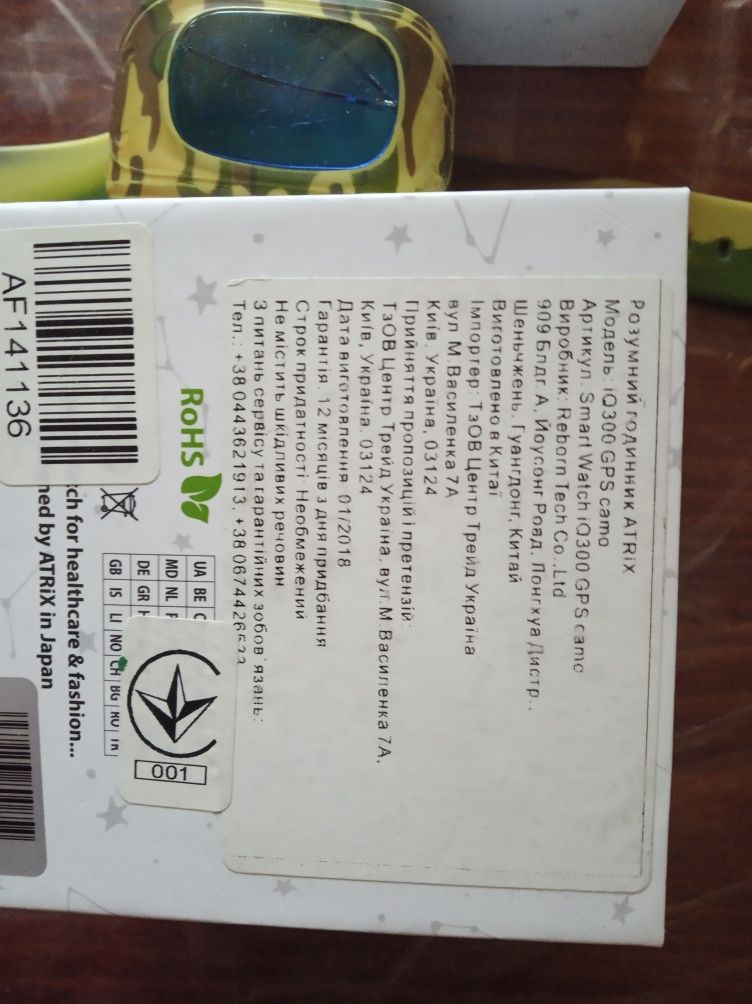 Розумний годинник ATRiX
Модель: iQ300 GPS camo
Артикул: Smart Watch iQ300 GPS camo
Виробник: Reborn Tech Co., Ltd
909 Блдг. А, Йоусонг Роад, Лонгхуа Дистр.,
Шеньчжень, Гуангдонг, Китай
Виготовлено в Китаї
Імпортер: ТзОВ Центр Трейд Україна
вул М. Василенка 7А
Київ, Україна, 03124
Прийняття пропозицій і претензій:
ТзОВ Центр Трейд Україна, вул. М. Василенка 7А,
Київ, Україна, 03124
Дата виготовлення 01/2018
Гарантія: 12 місяців з дня придбання
Строк придатності: Необмежений
Не містить шкідливих речовин
З питань сервісу та гарантійних зобов`язань:
Тел.: +380443621913, +38 0674426533
RoHS
UA BE
MD NL
DE GR
GB IS LI NO CH BG RU TR
001
AF141136
ch for healthcare & fashion...
ned by ATRiX in Japan